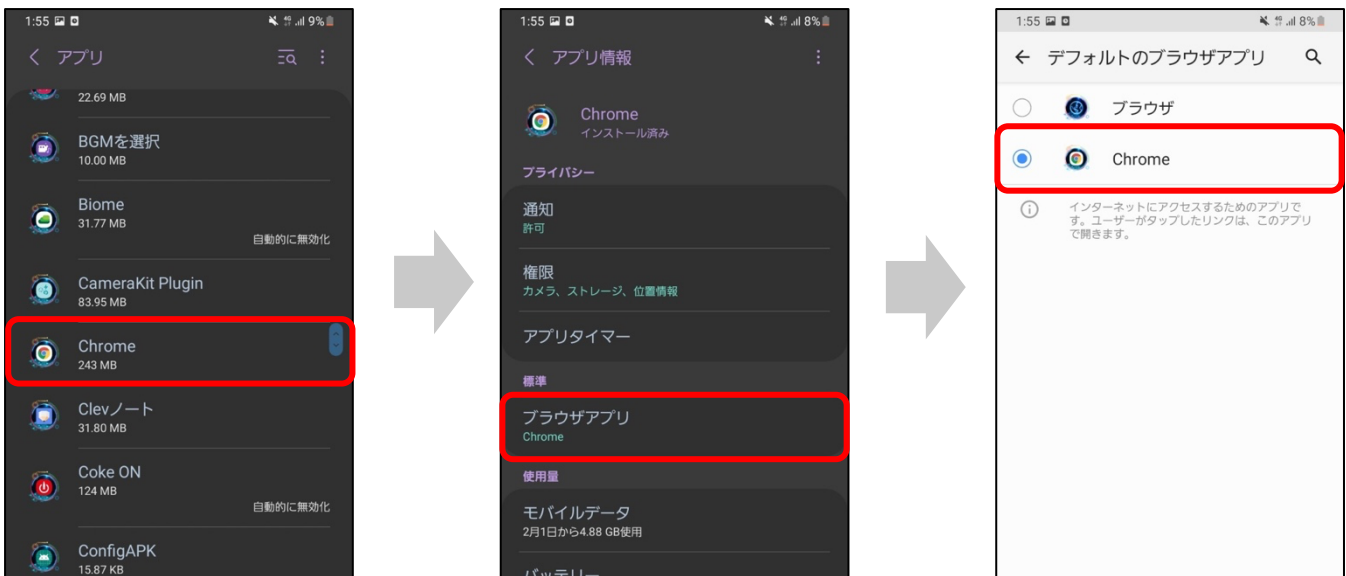 1:55 9%
アプリ
22.69 MB
BGMを選択
10.00 MB
Biome
31.77 MB
自動的に無効化
CameraKit Plugin
83.95 MB
Chrome
243 MB
Clevノート
31.80 MB
Coke ON
124 MB
自動的に無効化
ConfigAPK
15.87 KB
1:55 8%
アプリ情報
Chrome
インストール済み
プライバシー
通知
許可
権限
カメラ、ストレージ、位置情報
アプリタイマー
標準
ブラウザアプリ
Chrome
使用量
モバイルデータ
2月1日から4.88 GB使用
バッテリー
1:55 8%
デフォルトのブラウザアプリ
ブラウザ
Chrome
インターネットにアクセスするためのアプリで
す。ユーザーがタップしたリンクは、このアプリ
で開きます。